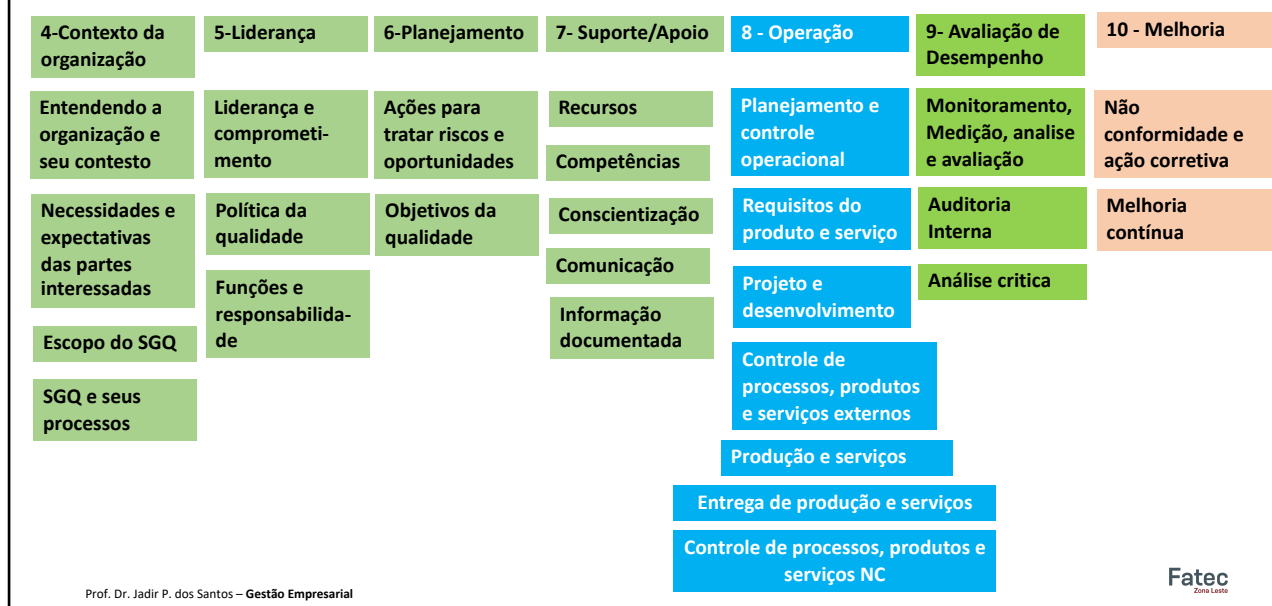 4-Contexto da
organização
Entendendo a
organização e
seu contesto
Necessidades e
expectativas
das partes
interessadas
Escopo do SGQ
SGQ e seus
processos
5-Liderança
Liderança e
comprometi-
mento
Política da
qualidade
Funções e
responsabilida-
de
6-Planejamento
Ações para
tratar riscos e
oportunidades
Objetivos da
qualidade
7- Suporte/Apoio
Recursos
Competências
Conscientização
Comunicação
Informação
documentada
8 - Operação
Planejamento e
controle
operacional
Requisitos do
produto e serviço
Projeto e
desenvolvimento
Controle de
processos, produtos
e serviços externos
Produção e serviços
Entrega de produção e serviços
Controle de processos, produtos e
serviços NC
9- Avaliação de
Desempenho
Monitoramento,
Medição, analise
e avaliação
Auditoria
Interna
Análise critica
10 - Melhoria
Não
conformidade e
ação corretiva
Melhoria
contínua
Prof. Dr. Jadir P. dos Santos – Gestão Empresarial
Fatec
Zona Leste